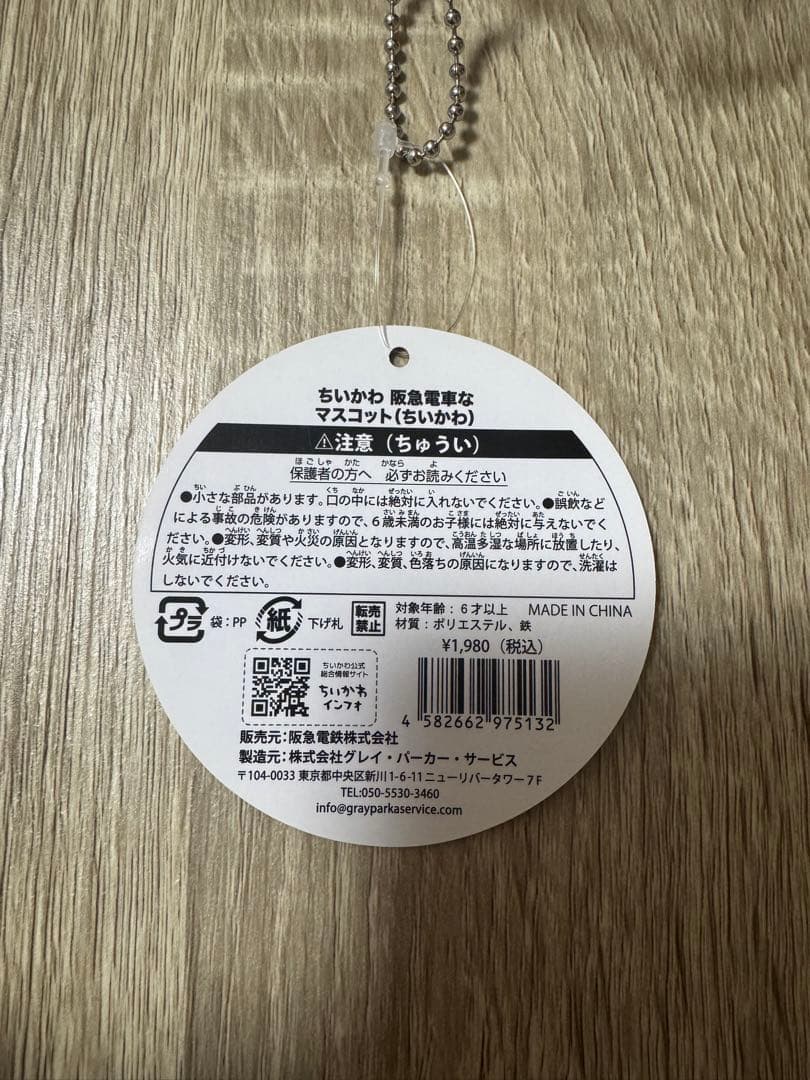 ちいかわ 阪急電車な
マスコット(ちいかわ)
⚠注意(ちゅうい)
保護者の方へ 必ずお読みください
●小さな部品があります。口の中には絶対に入れないでください。●誤飲など
による事故の危険がありますので、6歳未満のお子様には絶対に与えないでく
ださい。●変形、変質や火災の原因となりますので、高温多湿な場所に放置したり、
火気に近付けないでください。●変形、変質、色落ちの原因になりますので、洗濯は
しないでください。
プラ 袋:PP 紙 下げ札 転売禁止 対象年齢:6才以上 MADE IN CHINA
材質:ポリエステル、鉄
¥1,980(税込)
ちいかわ公式
総合情報サイト
ちいかわ
インフォ
4 582662 975132
販売元:阪急電鉄株式会社
製造元:株式会社グレイ・パーカー・サービス
〒104-0033 東京都中央区新川1-6-11 ニューリバータワー7F
TEL:050-5530-3460
info@grayparkaservice.com